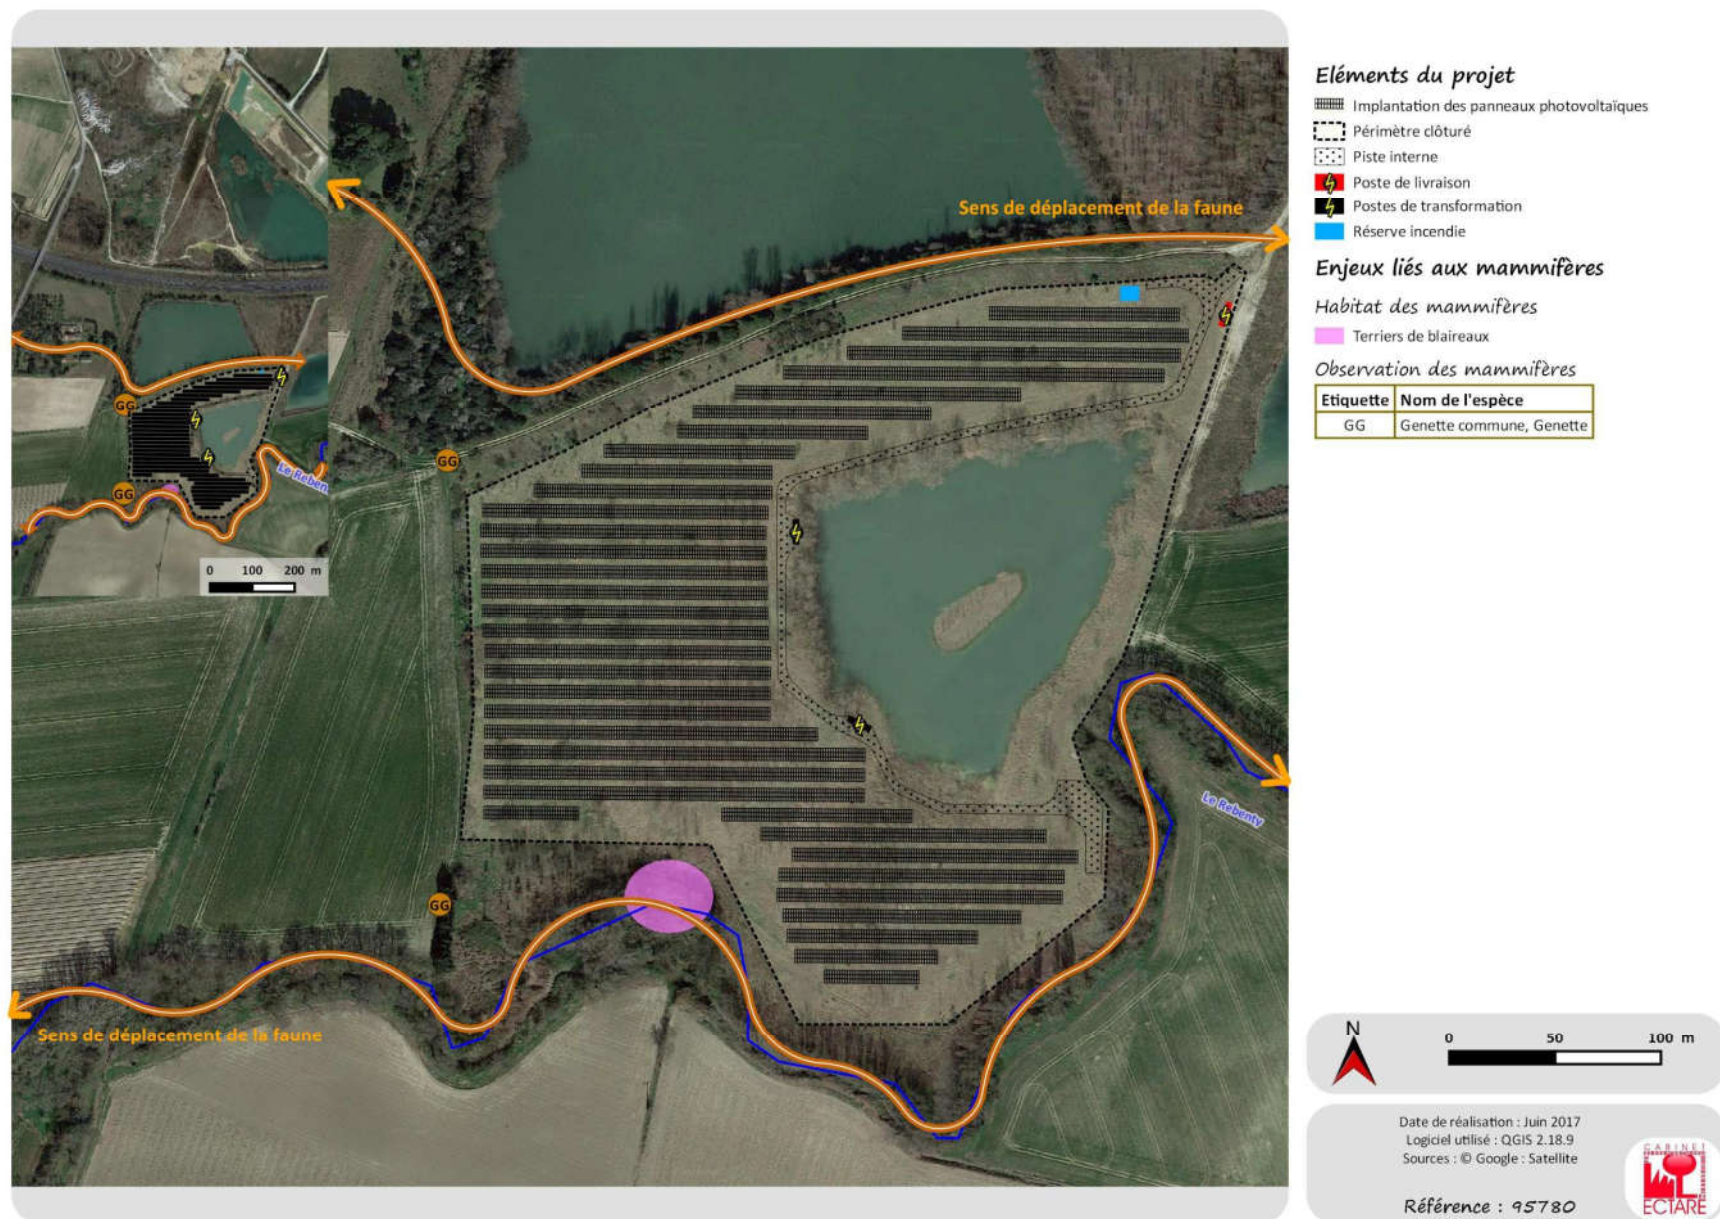 Sens de déplacement de la faune
GG
GG
Le Reben
0 100 200 m
GG
GG
Le Rebenty
Sens de déplacement de la faune
Eléments du projet
Implantation des panneaux photovoltaïques
Périmètre clôturé
Piste interne
Poste de livraison
Postes de transformation
Réserve incendie
Enjeux liés aux mammifères
Habitat des mammifères
Terriers de blaireaux
Observation des mammifères
Etiquette Nom de l'espèce
GG Genette commune, Genette
N
0 50 100 m
Date de réalisation : Juin 2017
Logiciel utilisé : QGIS 2.18.9
Sources : © Google : Satellite
Référence : 95780
CABINET
ECTARE